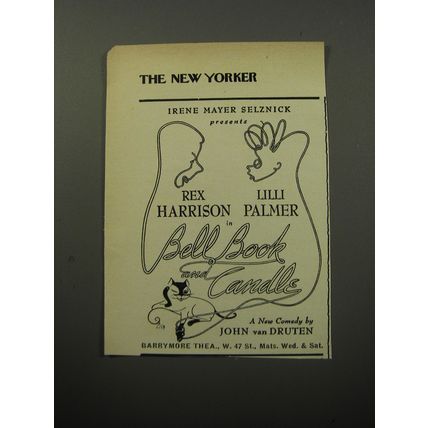 THE NEW YORKER
IRENE MAYER SELZNICK
presents
REX LILLI
HARRISON PALMER
in
Bell Book
and Candle
A New Comedy by
JOHN van DRUTEN
BARRYMORE THEA., W. 47 St., Mats. Wed. & Sat.